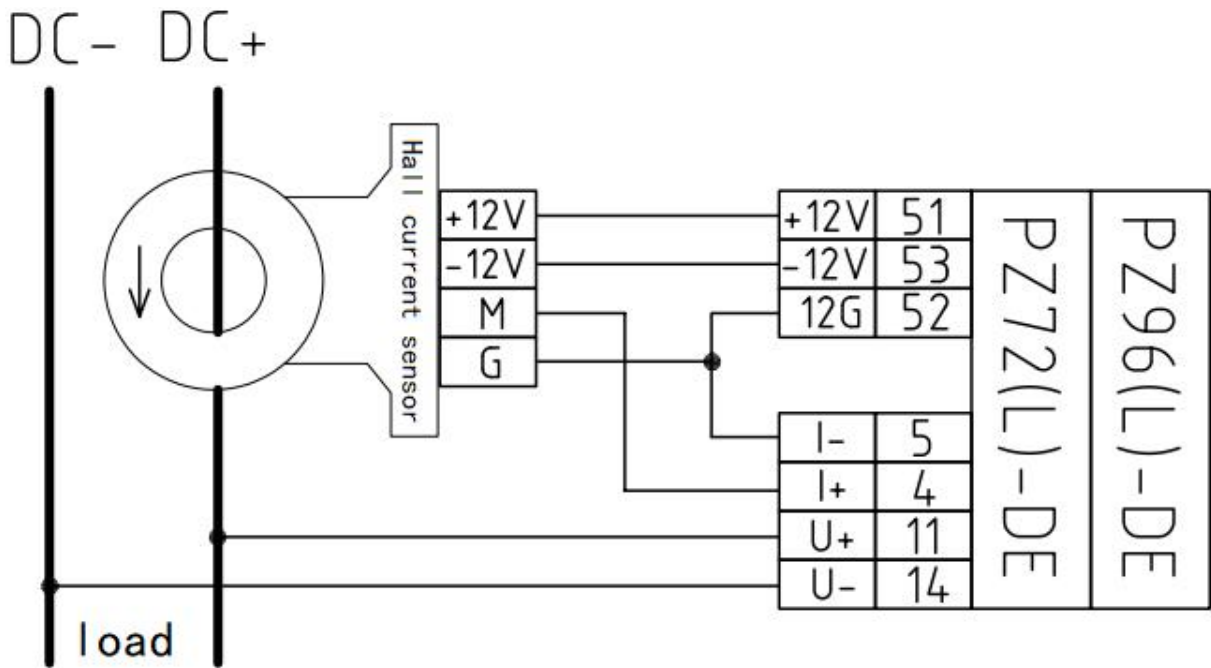 DC- DC+
Hall current sensor
+12V
-12V
M
G
+12V 51
-12V 53
12G 52
I- 5
I+ 4
U+ 11
U- 14
PZ72(L)-DE
PZ96(L)-DE
load